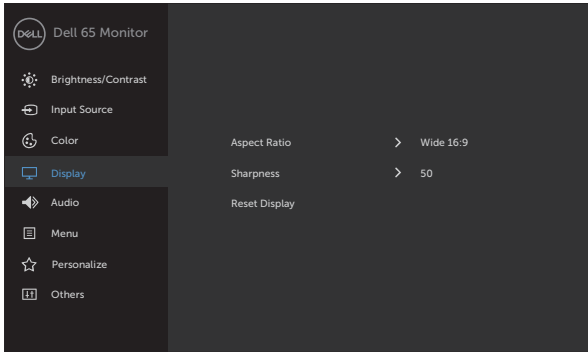 DELL Dell 65 Monitor
Brightness/Contrast
Input Source
Color
Aspect Ratio Wide 16:9
Display
Sharpness 50
Audio
Reset Display
Menu
Personalize
Others